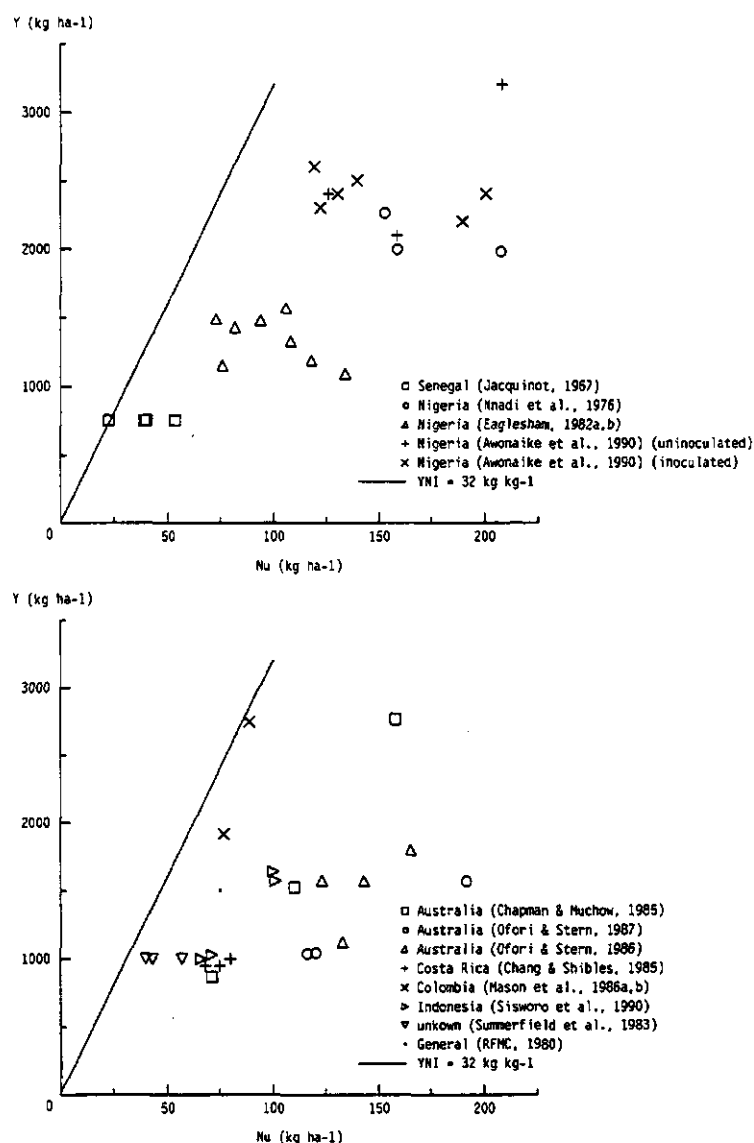 Y (kg ha-1)
3000
2000
1000
0
0
50
100
150
200
Nu (kg ha-1)
□ Senegal (Jacquinot, 1967)
o Nigeria (Nnadi et al., 1976)
△ Nigeria (Eaglesham, 1982a,b)
+ Nigeria (Awonaike et al., 1990) (uninoculated)
× Nigeria (Awonaike et al., 1990) (inoculated)
—— YNI = 32 kg kg-1
Y (kg ha-1)
3000
2000
1000
0
0
50
100
150
200
Nu (kg ha-1)
□ Australia (Chapman & Muchow, 1985)
o Australia (Ofori & Stern, 1987)
△ Australia (Ofori & Stern, 1986)
+ Costa Rica (Chang & Shibles, 1985)
× Colombia (Mason et al., 1986a,b)
▷ Indonesia (Sisworo et al., 1990)
▽ unkown (Summerfield et al., 1983)
· General (RFMC, 1980)
—— YNI = 32 kg kg-1